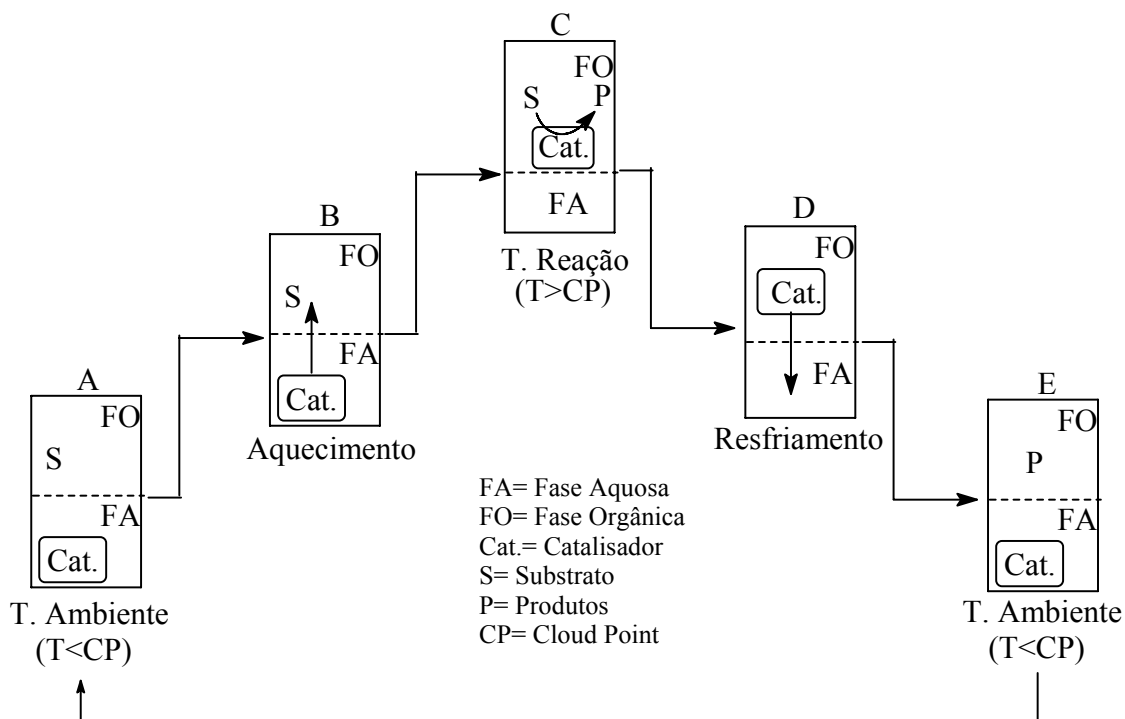 C
FO
S
P
Cat.
FA
T. Reação
(T>CP)
B
FO
S
FA
Cat.
Aquecimento
D
FO
Cat.
FA
Resfriamento
A
FO
S
FA
Cat.
T. Ambiente
(T<CP)
E
FO
P
FA
Cat.
T. Ambiente
(T<CP)
FA= Fase Aquosa
FO= Fase Orgânica
Cat.= Catalisador
S= Substrato
P= Produtos
CP= Cloud Point